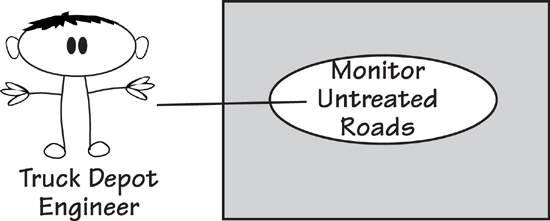 Monitor
Untreated
Roads
Truck Depot
Engineer